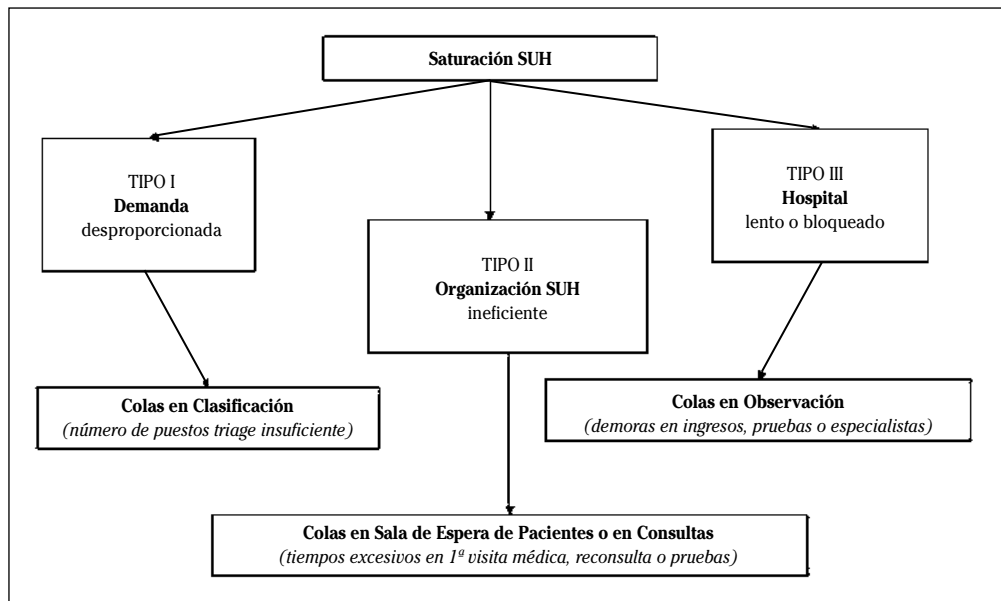 Saturación SUH
TIPO I
Demanda
desproporcionada
TIPO II
Organización SUH
ineficiente
TIPO III
Hospital
lento o bloqueado
Colas en Clasificación
(número de puestos triage insuficiente)
Colas en Observación
(demoras en ingresos, pruebas o especialistas)
Colas en Sala de Espera de Pacientes o en Consultas
(tiempos excesivos en 1ª visita médica, reconsulta o pruebas)